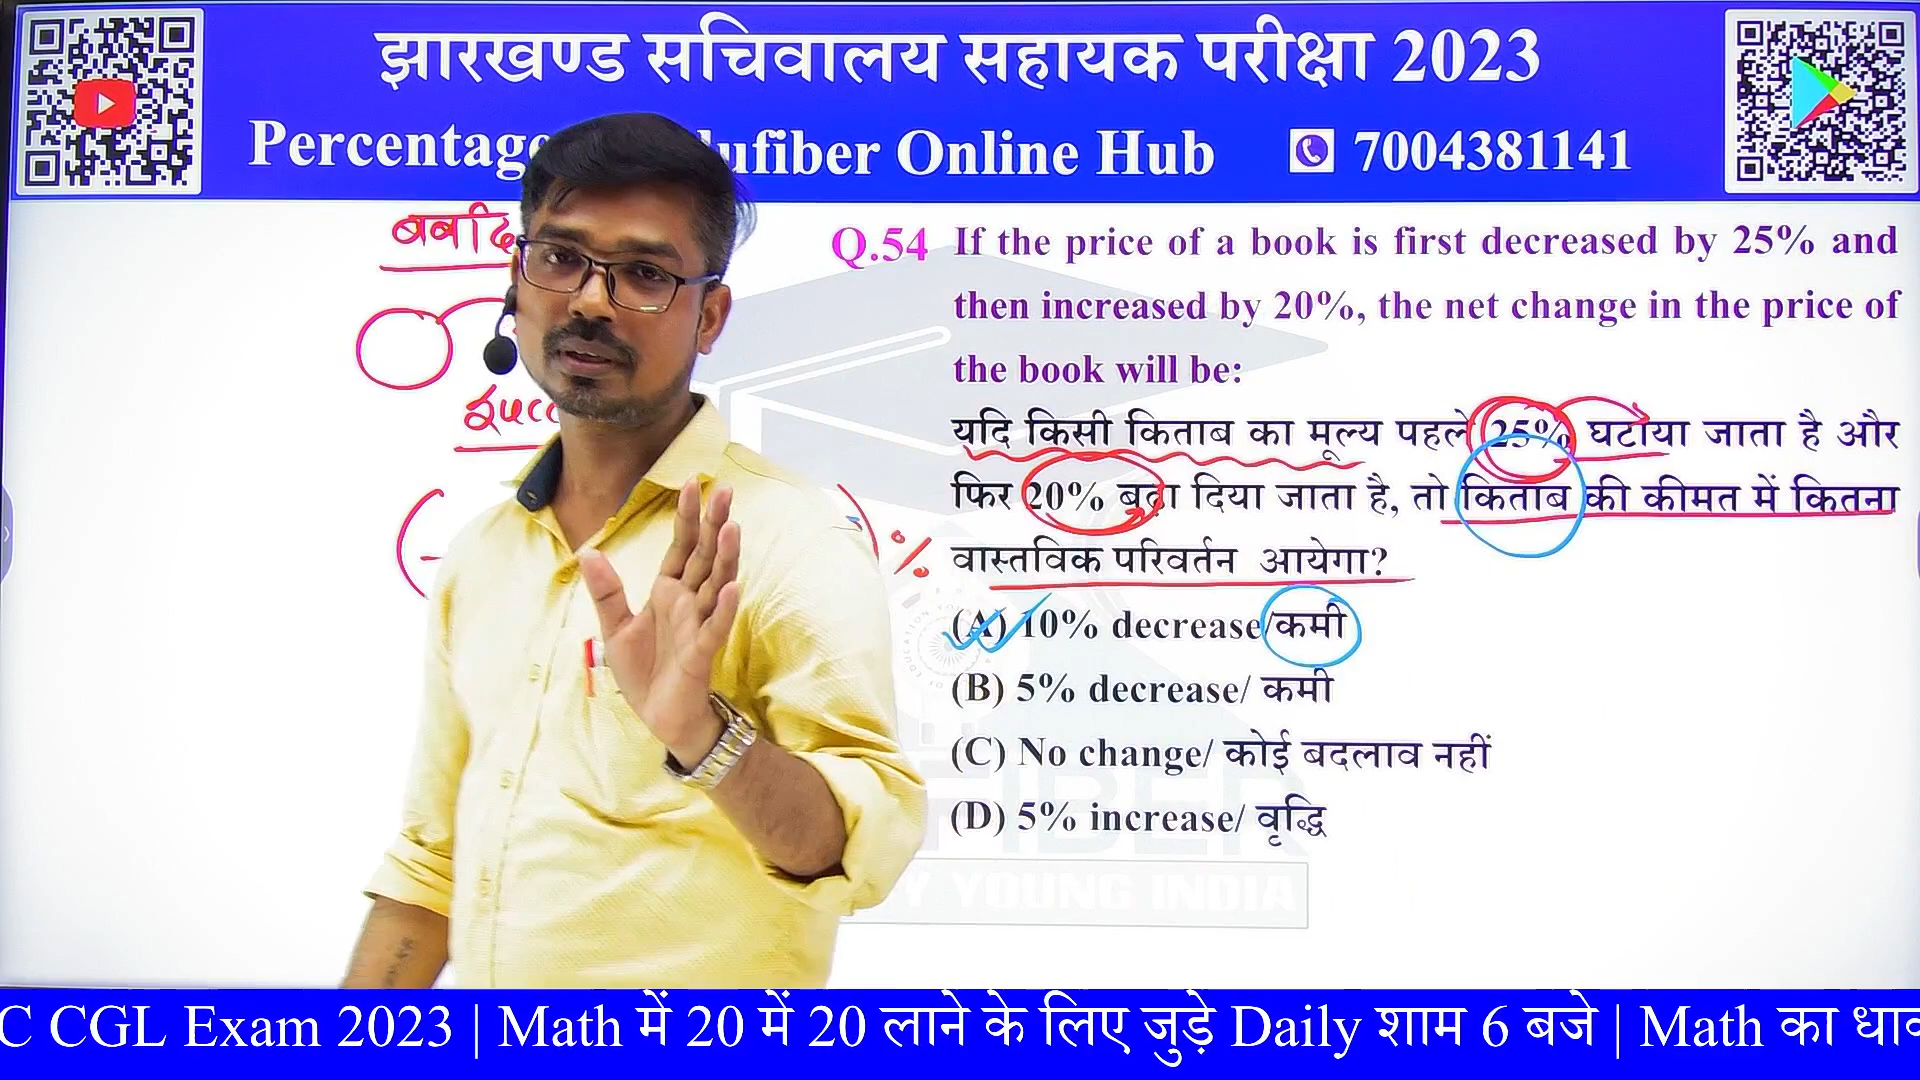 झारखण्ड सचिवालय सहायक परीक्षा 2023
Percentage Online Hub 7004381141
Q.54 If the price of a book is first decreased by 25% and
then increased by 20%, the net change in the price of
the book will be:
यदि किसी किताब का मूल्य पहले 25% घटाया जाता है और
फिर 20% बढ़ा दिया जाता है, तो किताब की कीमत में कितना
वास्तविक परिवर्तन आयेगा?
%
(A) 10% decrease/कमी
(B) 5% decrease/ कमी
(C) No change/ कोई बदलाव नहीं
(D) 5% increase/ वृद्धि
YOUNG INDIA
C CGL Exam 2023 | Math में 20 में 20 लाने के लिए जुड़े Daily शाम 6 बजे | Math का